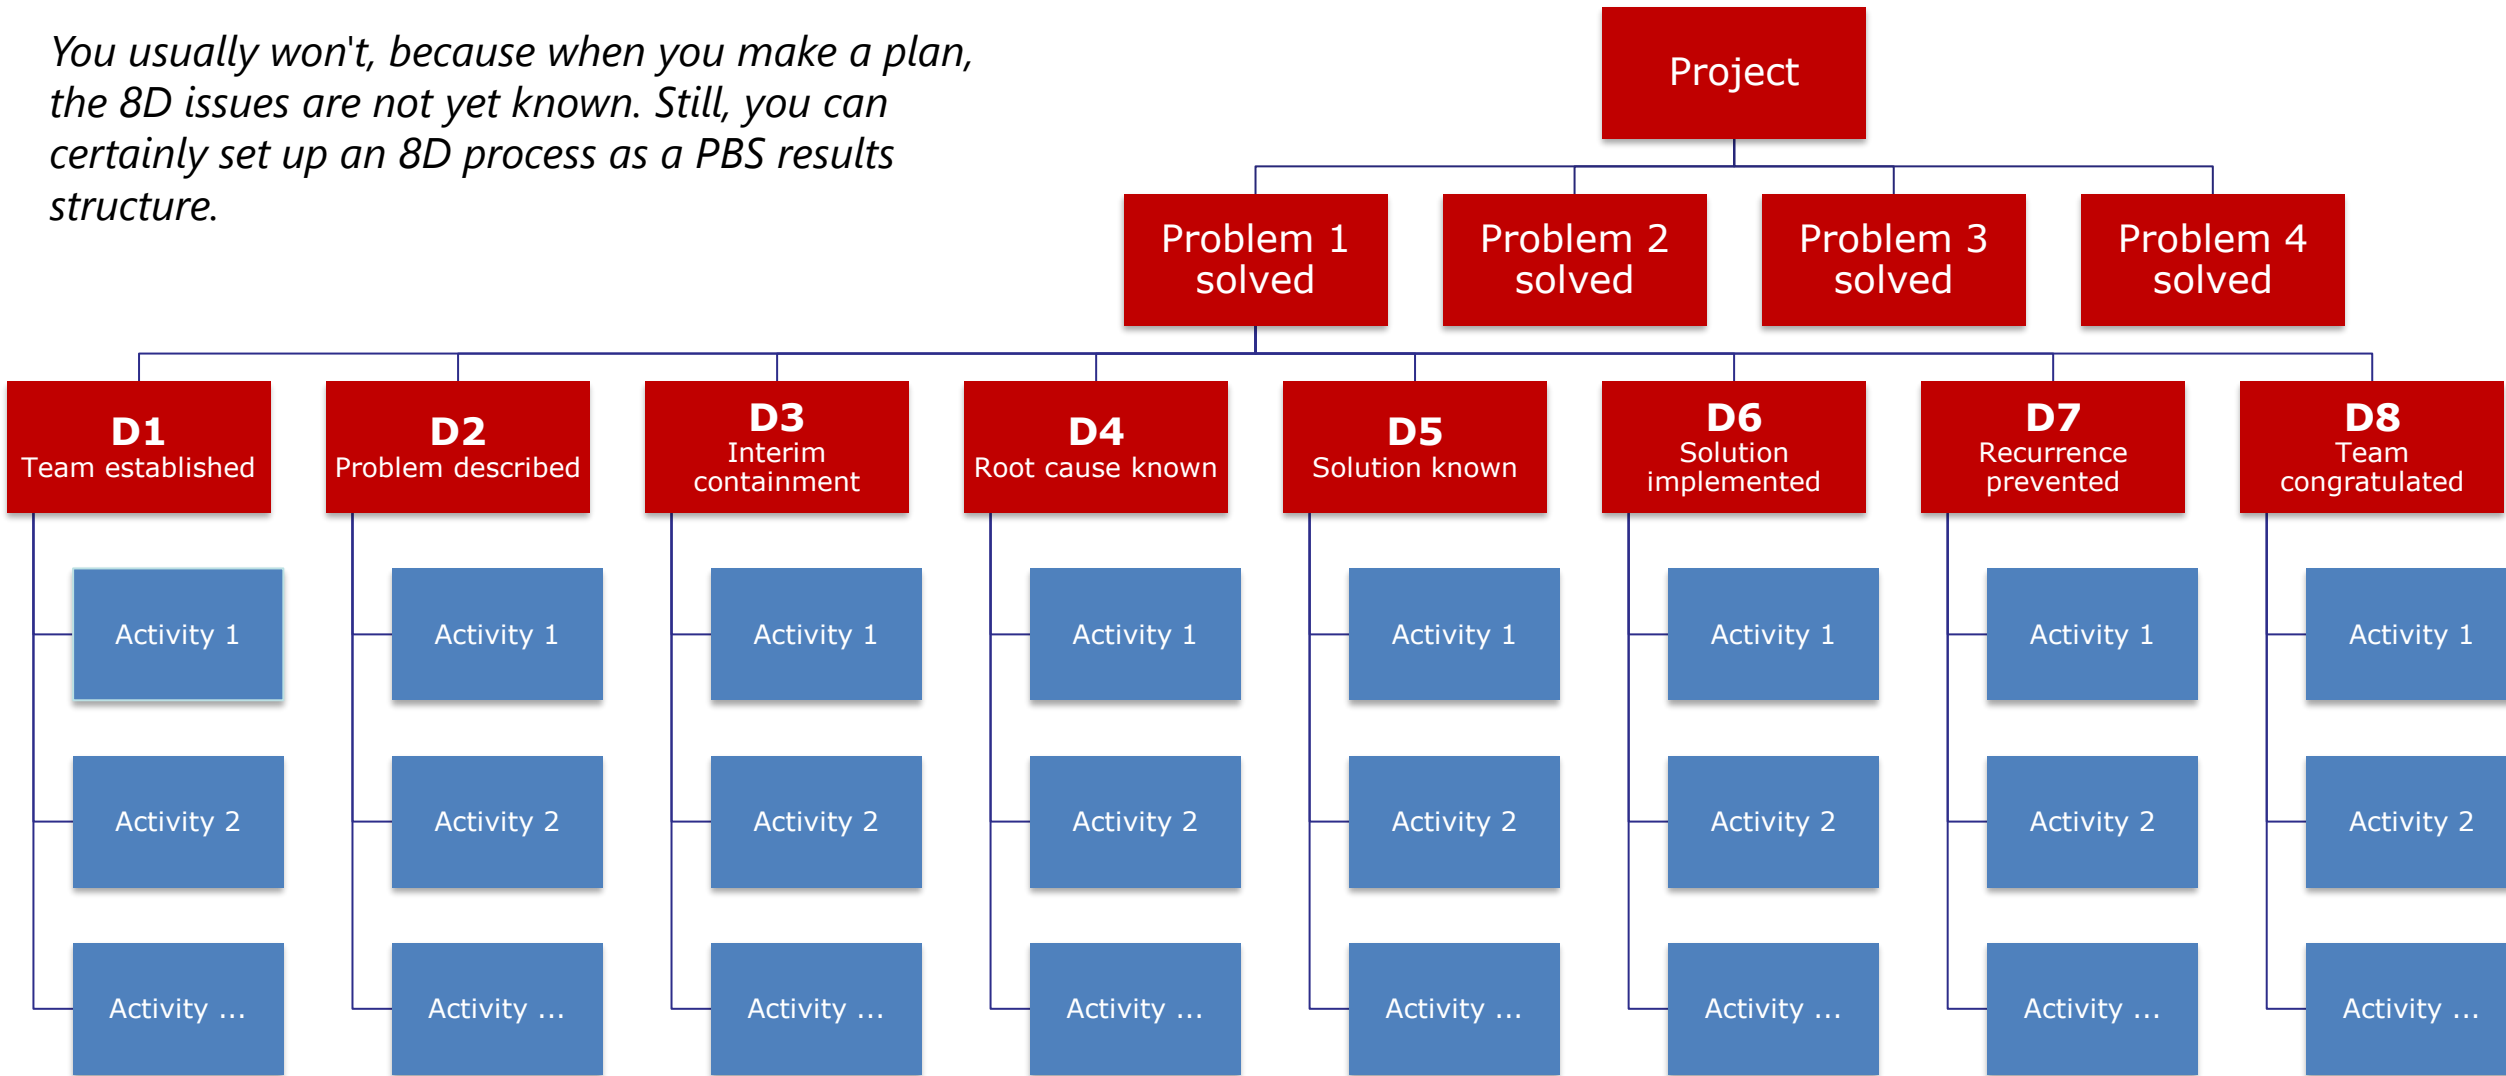 You usually won't, because when you make a plan,
the 8D issues are not yet known. Still, you can
certainly set up an 8D process as a PBS results
structure.
Project
Problem 1
solved
Problem 2
solved
Problem 3
solved
Problem 4
solved
D1
Team established
D2
Problem described
D3
Interim
containment
D4
Root cause known
D5
Solution known
D6
Solution
implemented
D7
Recurrence
prevented
D8
Team
congratulated
Activity 1
Activity 1
Activity 1
Activity 1
Activity 1
Activity 1
Activity 1
Activity 1
Activity 2
Activity 2
Activity 2
Activity 2
Activity 2
Activity 2
Activity 2
Activity 2
Activity ...
Activity ...
Activity ...
Activity ...
Activity ...
Activity ...
Activity ...
Activity ...